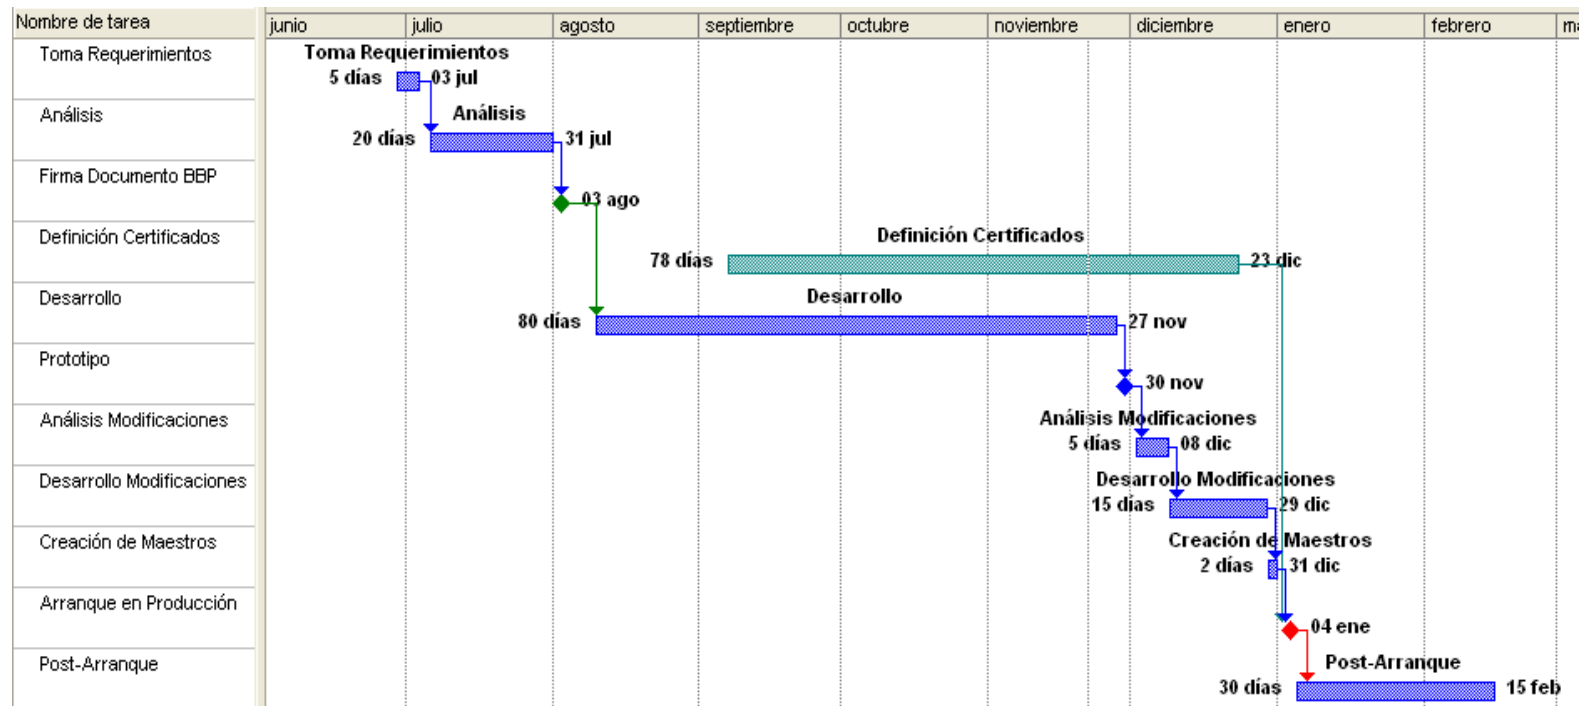 Nombre de tarea
junio julio agosto septiembre octubre noviembre diciembre enero febrero
Toma Requerimientos
Toma Requerimientos
5 días 03 jul
Análisis
Análisis
20 días 31 jul
Firma Documento BBP
03 ago
Definición Certificados
Definición Certificados
78 días 23 dic
Desarrollo
Desarrollo
80 días 27 nov
Prototipo
30 nov
Análisis Modificaciones
Análisis Modificaciones
5 días 08 dic
Desarrollo Modificaciones
Desarrollo Modificaciones
15 días 29 dic
Creación de Maestros
Creación de Maestros
2 días 31 dic
Arranque en Producción
04 ene
Post-Arranque
Post-Arranque
30 días 15 feb